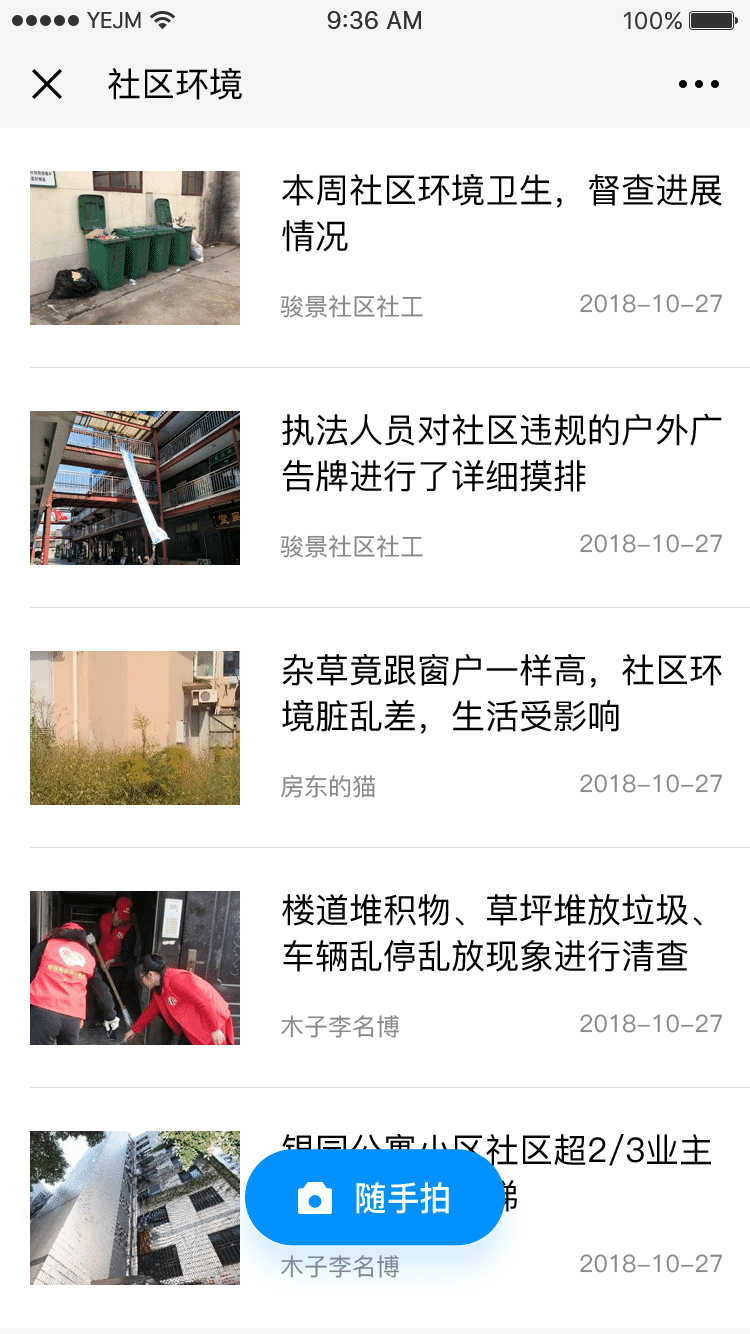 YEJM 9:36 AM 100%
社区环境
本周社区环境卫生，督查进展
情况
骏景社区社工 2018-10-27
执法人员对社区违规的户外广
告牌进行了详细摸排
骏景社区社工 2018-10-27
杂草竟跟窗户一样高，社区环
境脏乱差，生活受影响
房东的猫 2018-10-27
楼道堆积物、草坪堆放垃圾、
车辆乱停乱放现象进行清查
木子李名博 2018-10-27
银园公寓小区社区超2/3业主
梯
随手拍
木子李名博 2018-10-27